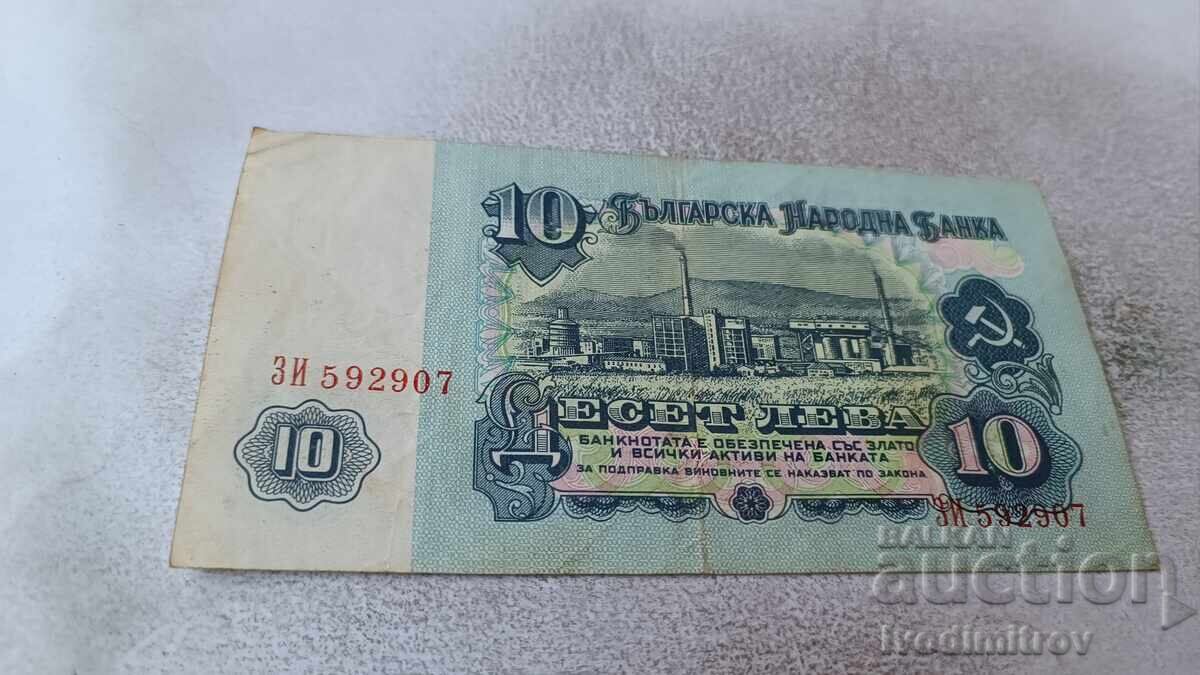 10 БЪЛГАРСКА НАРОДНА БАНКА
ЗИ 592907
10
ДЕСЕТ ЛЕВА
БАНКНОТАТА Е ОБЕЗПЕЧЕНА СЪС ЗЛАТО
И ВСИЧКИ АКТИВИ НА БАНКАТА
ЗА ПОДПРАВКА ВИНОВНИТЕ СЕ НАКАЗВАТ ПО ЗАКОНА
10
ЗИ 592907
BALKAN
auction
Ivodimitrov